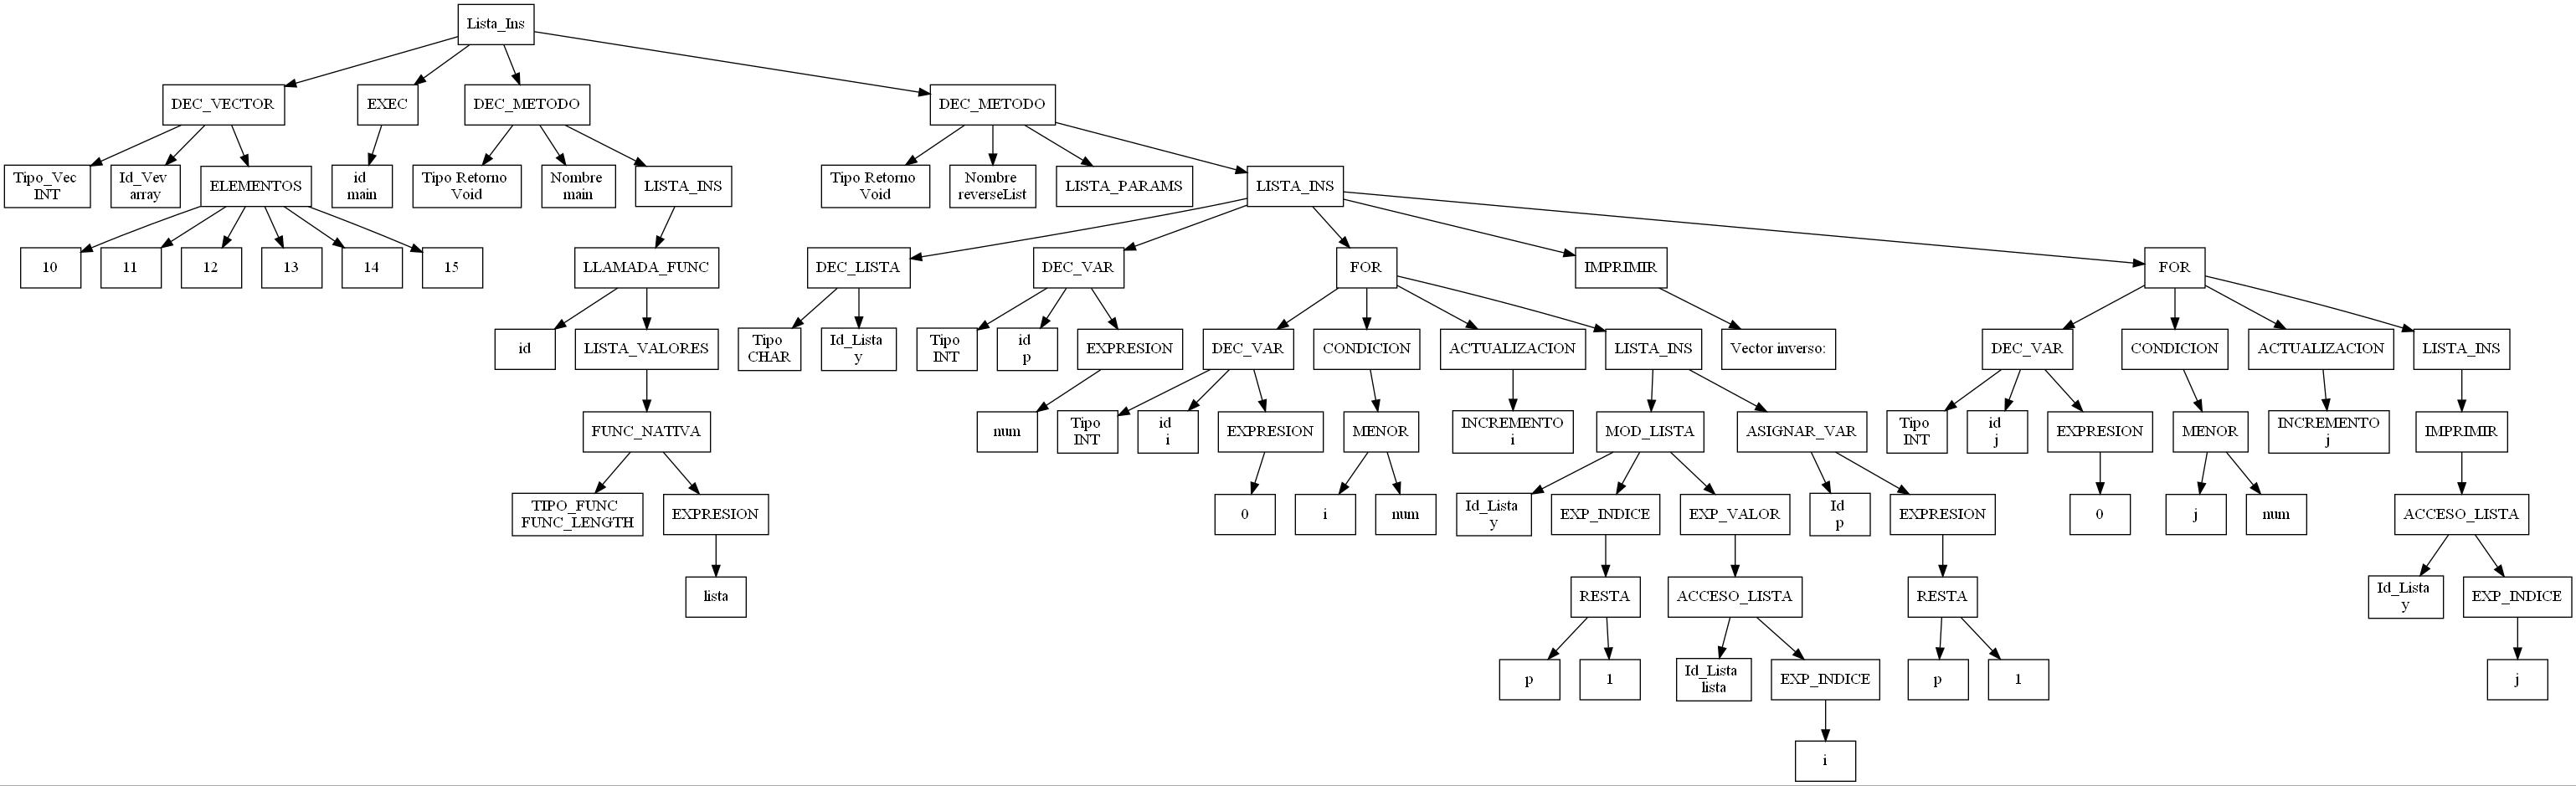 Lista_Ins
DEC_VECTOR
EXEC
DEC_METODO
DEC_METODO
Tipo_Vec
INT
Id_Vev
array
ELEMENTOS
id
main
Tipo Retorno
Void
Nombre
main
LISTA_INS
Tipo Retorno
Void
Nombre
reverseList
LISTA_PARAMS
LISTA_INS
10
11
12
13
14
15
LLAMADA_FUNC
DEC_LISTA
DEC_VAR
FOR
IMPRIMIR
FOR
id
LISTA_VALORES
Tipo
CHAR
Id_Lista
y
Tipo
INT
id
p
EXPRESION
DEC_VAR
CONDICION
ACTUALIZACION
LISTA_INS
Vector inverso:
DEC_VAR
CONDICION
ACTUALIZACION
LISTA_INS
FUNC_NATIVA
num
Tipo
INT
id
i
EXPRESION
MENOR
INCREMENTO
i
MOD_LISTA
ASIGNAR_VAR
Tipo
INT
id
j
EXPRESION
MENOR
INCREMENTO
j
IMPRIMIR
TIPO_FUNC
FUNC_LENGTH
EXPRESION
0
i
num
Id_Lista
y
EXP_INDICE
EXP_VALOR
Id
p
EXPRESION
0
j
num
ACCESO_LISTA
lista
RESTA
ACCESO_LISTA
RESTA
Id_Lista
y
EXP_INDICE
p
1
Id_Lista
lista
EXP_INDICE
p
1
j
i